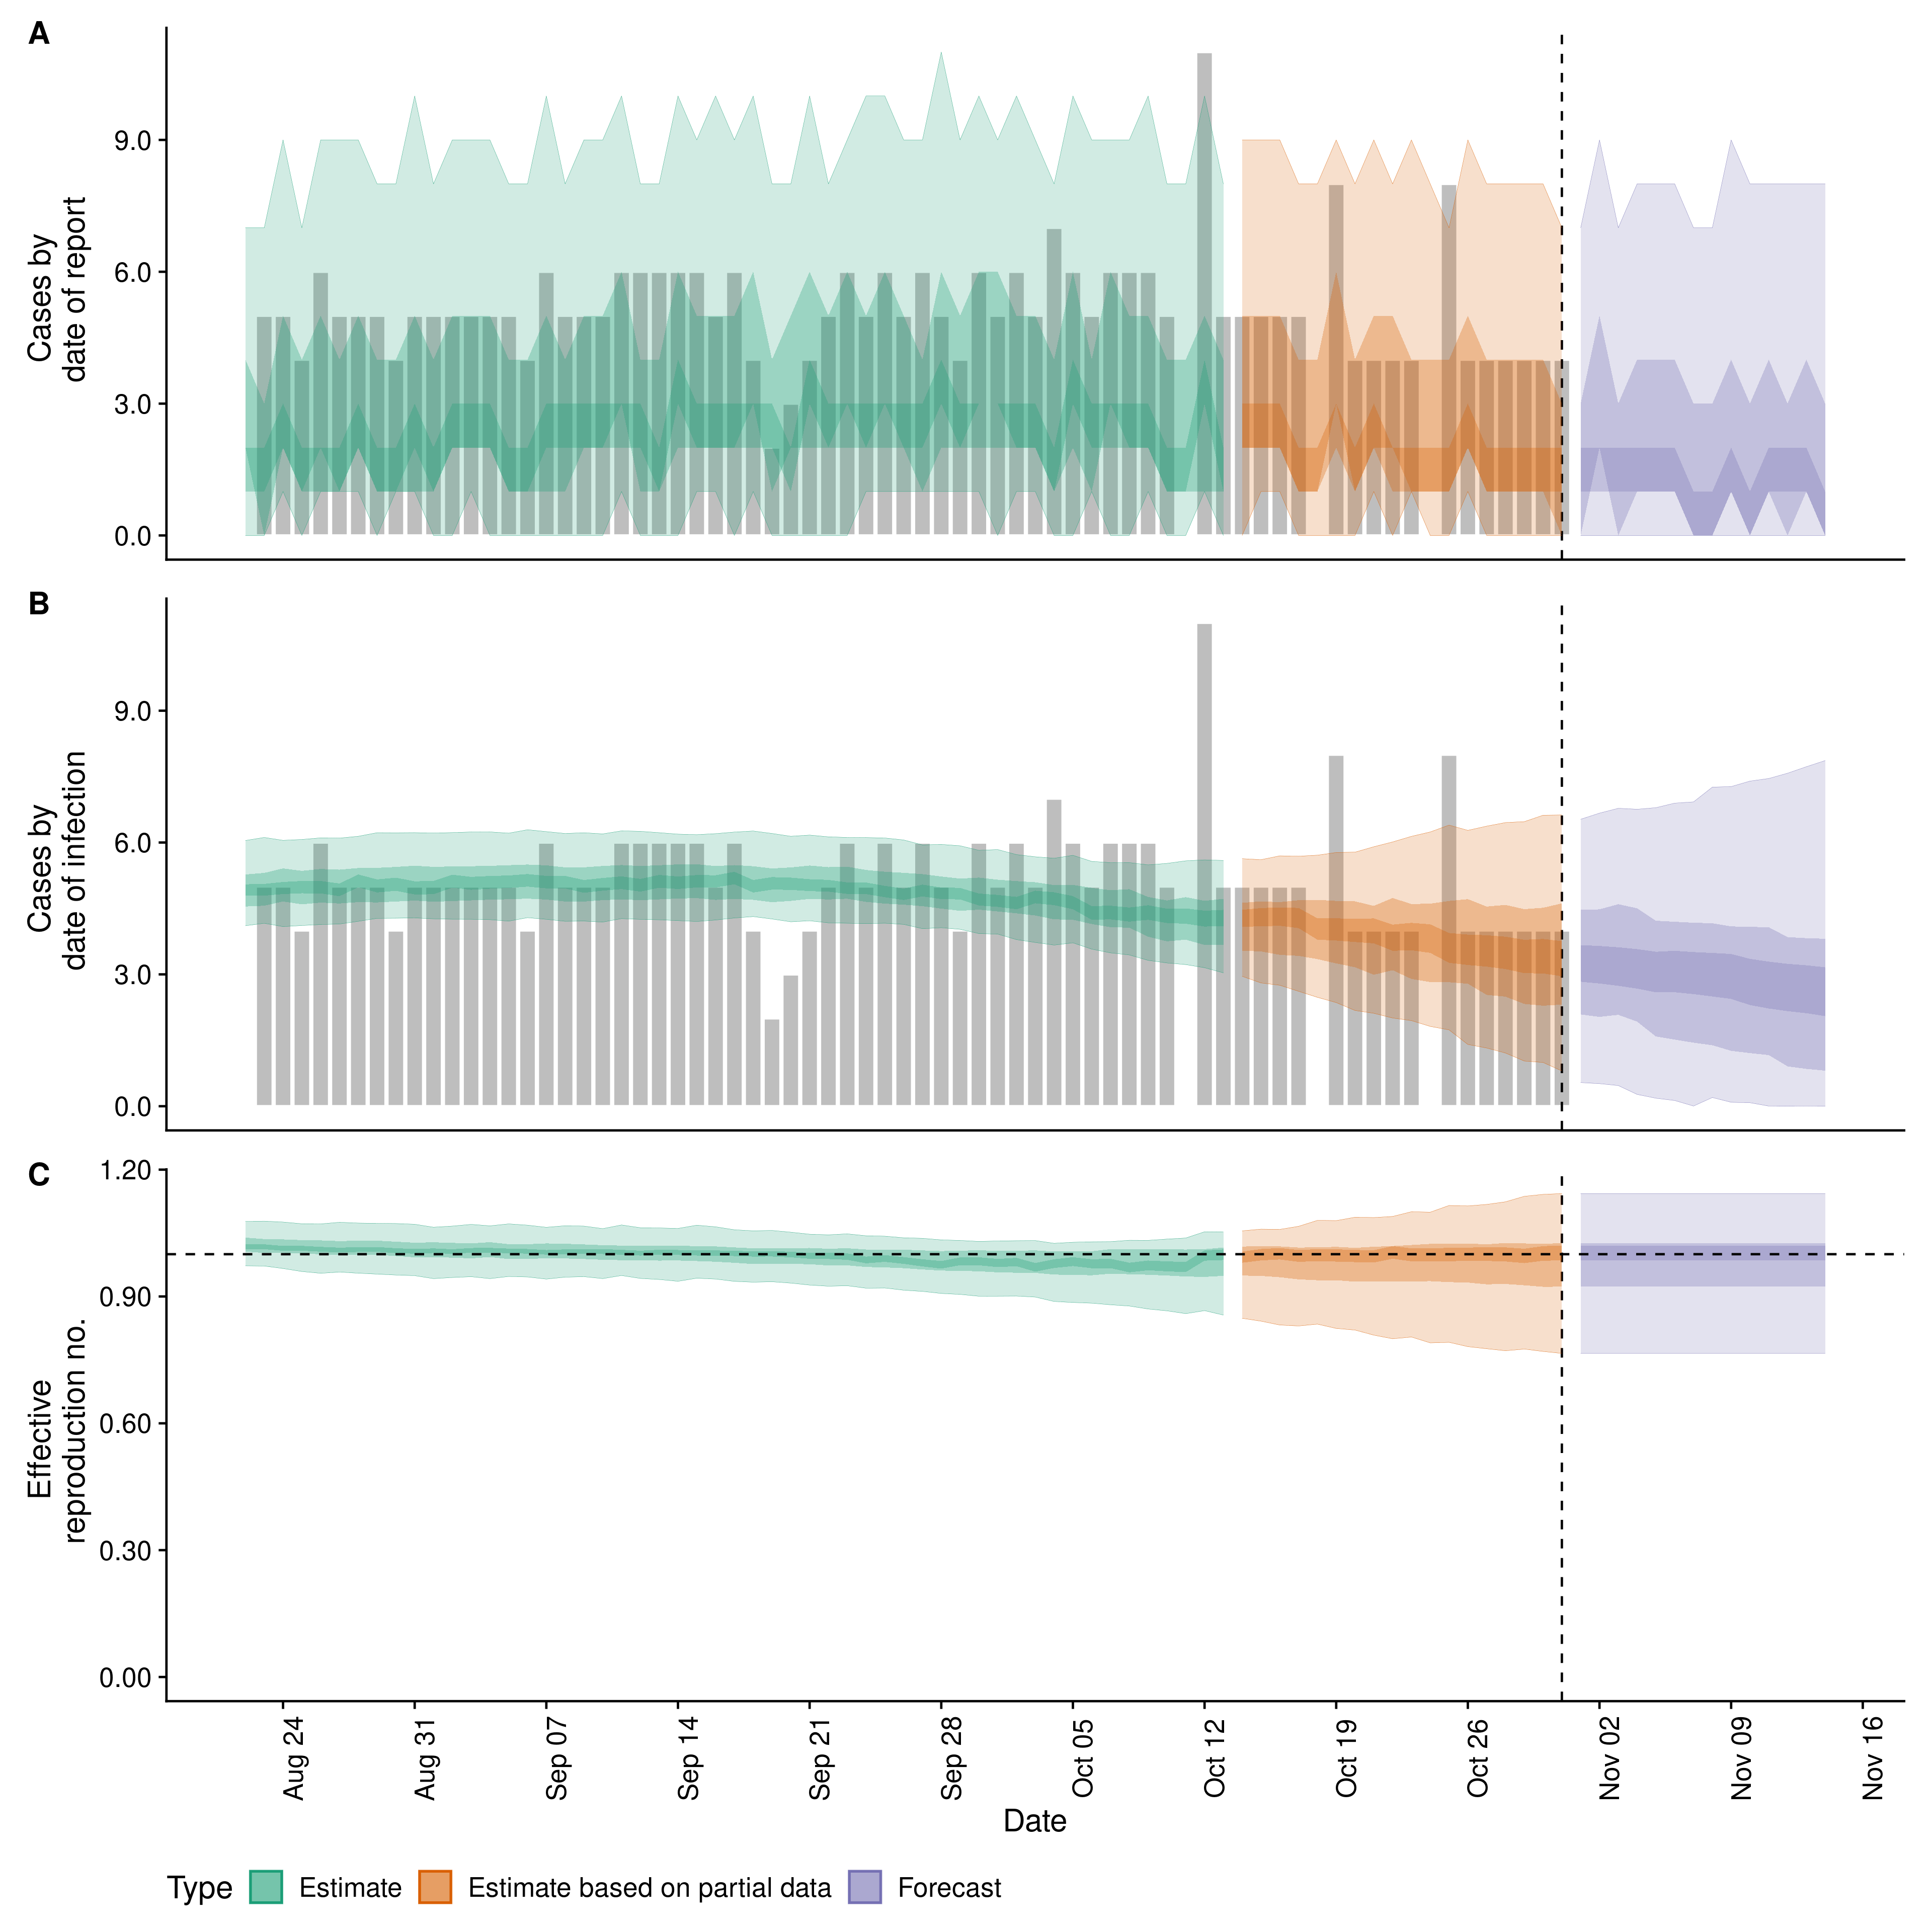 A
Cases by
date of report
9.0
6.0
3.0
0.0
B
Cases by
date of infection
9.0
6.0
3.0
0.0
C
Effective
reproduction no.
1.20
0.90
0.60
0.30
0.00
Aug 24
Aug 31
Sep 07
Sep 14
Sep 21
Sep 28
Oct 05
Oct 12
Oct 19
Oct 26
Nov 02
Nov 09
Nov 16
Date
Type Estimate Estimate based on partial data Forecast